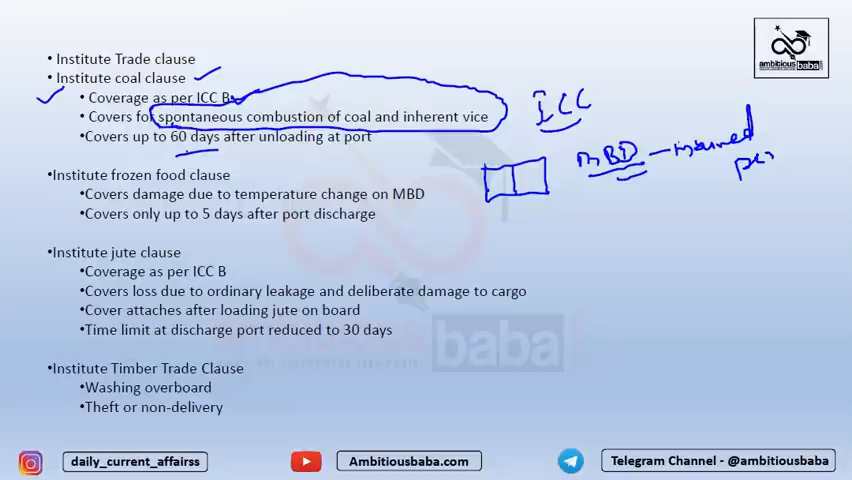 • Institute Trade clause
• Institute coal clause
• Coverage as per ICC B
• Covers for spontaneous combustion of coal and inherent vice
• Covers up to 60 days after unloading at port
ICC
MBD — insured
• Institute frozen food clause
• Covers damage due to temperature change on MBD
• Covers only up to 5 days after port discharge
• Institute jute clause
• Coverage as per ICC B
• Covers loss due to ordinary leakage and deliberate damage to cargo
• Cover attaches after loading jute on board
• Time limit at discharge port reduced to 30 days
• Institute Timber Trade Clause
• Washing overboard
• Theft or non-delivery
ambitiousbaba
baba
daily_current_affairss
Ambitiousbaba.com
Telegram Channel - @ambitiousbaba